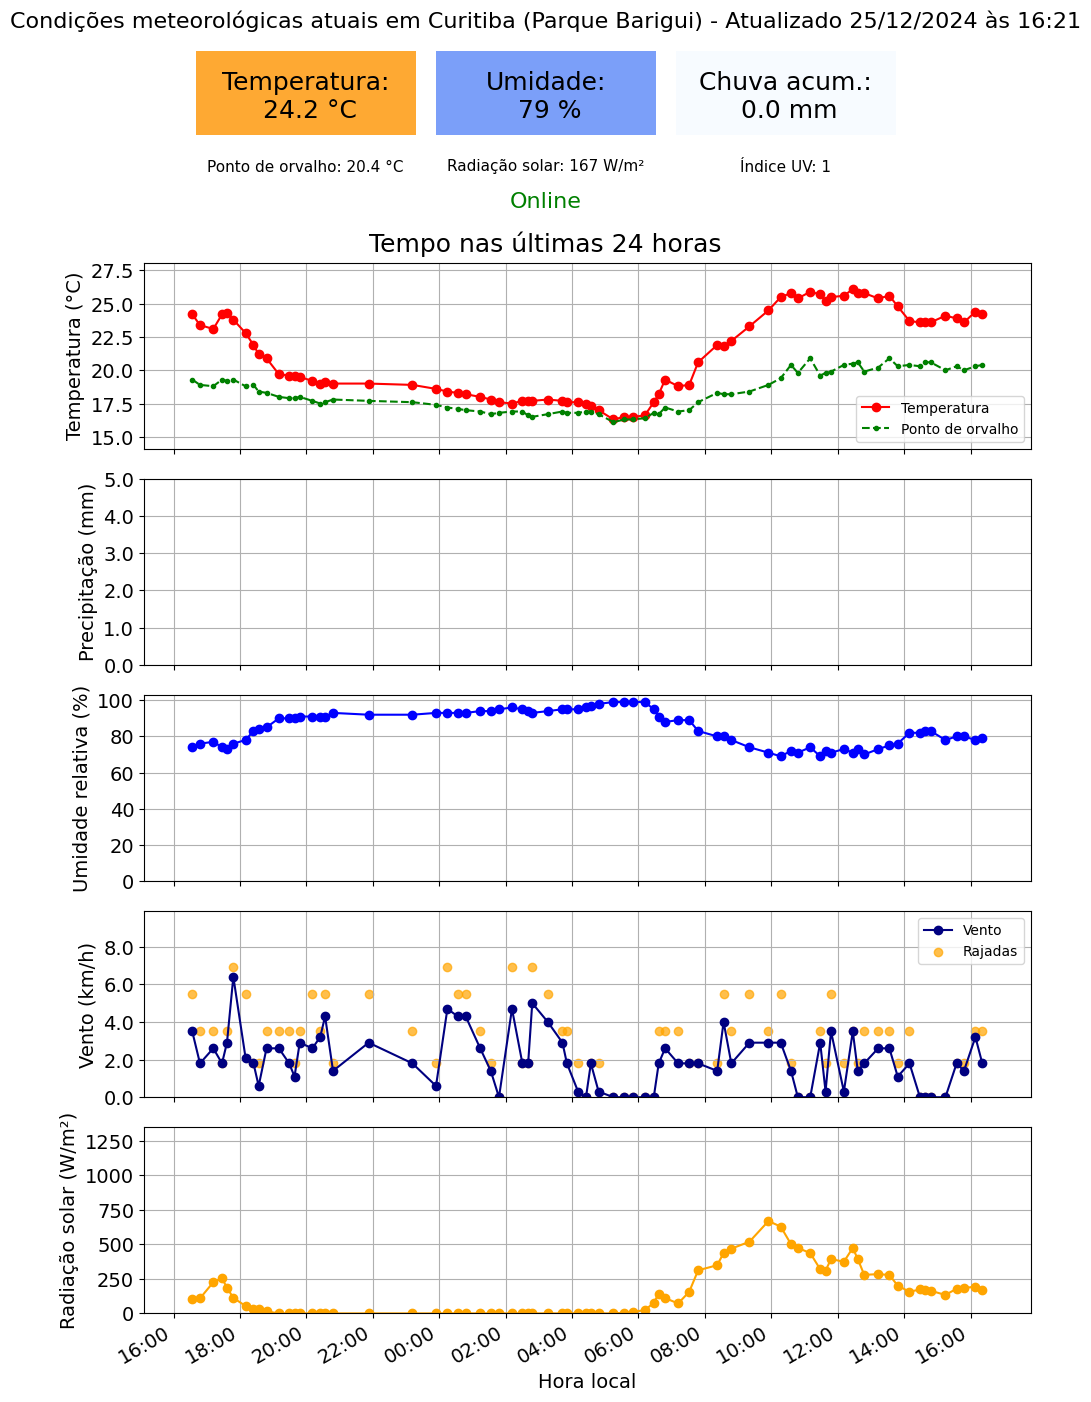 Condições meteorológicas atuais em Curitiba (Parque Barigui) - Atualizado 25/12/2024 às 16:21
Temperatura:
24.2 °C
Umidade:
79 %
Chuva acum.:
0.0 mm
Ponto de orvalho: 20.4 °C
Radiação solar: 167 W/m²
Índice UV: 1
Online
Tempo nas últimas 24 horas
Temperatura (°C)
27.5
25.0
22.5
20.0
17.5
15.0
Temperatura
Ponto de orvalho
Precipitação (mm)
5.0
4.0
3.0
2.0
1.0
0.0
Umidade relativa (%)
100
80
60
40
20
0
Vento (km/h)
8.0
6.0
4.0
2.0
0.0
Vento
Rajadas
Radiação solar (W/m²)
1250
1000
750
500
250
0
16:00
18:00
20:00
22:00
00:00
02:00
04:00
06:00
08:00
10:00
12:00
14:00
16:00
Hora local